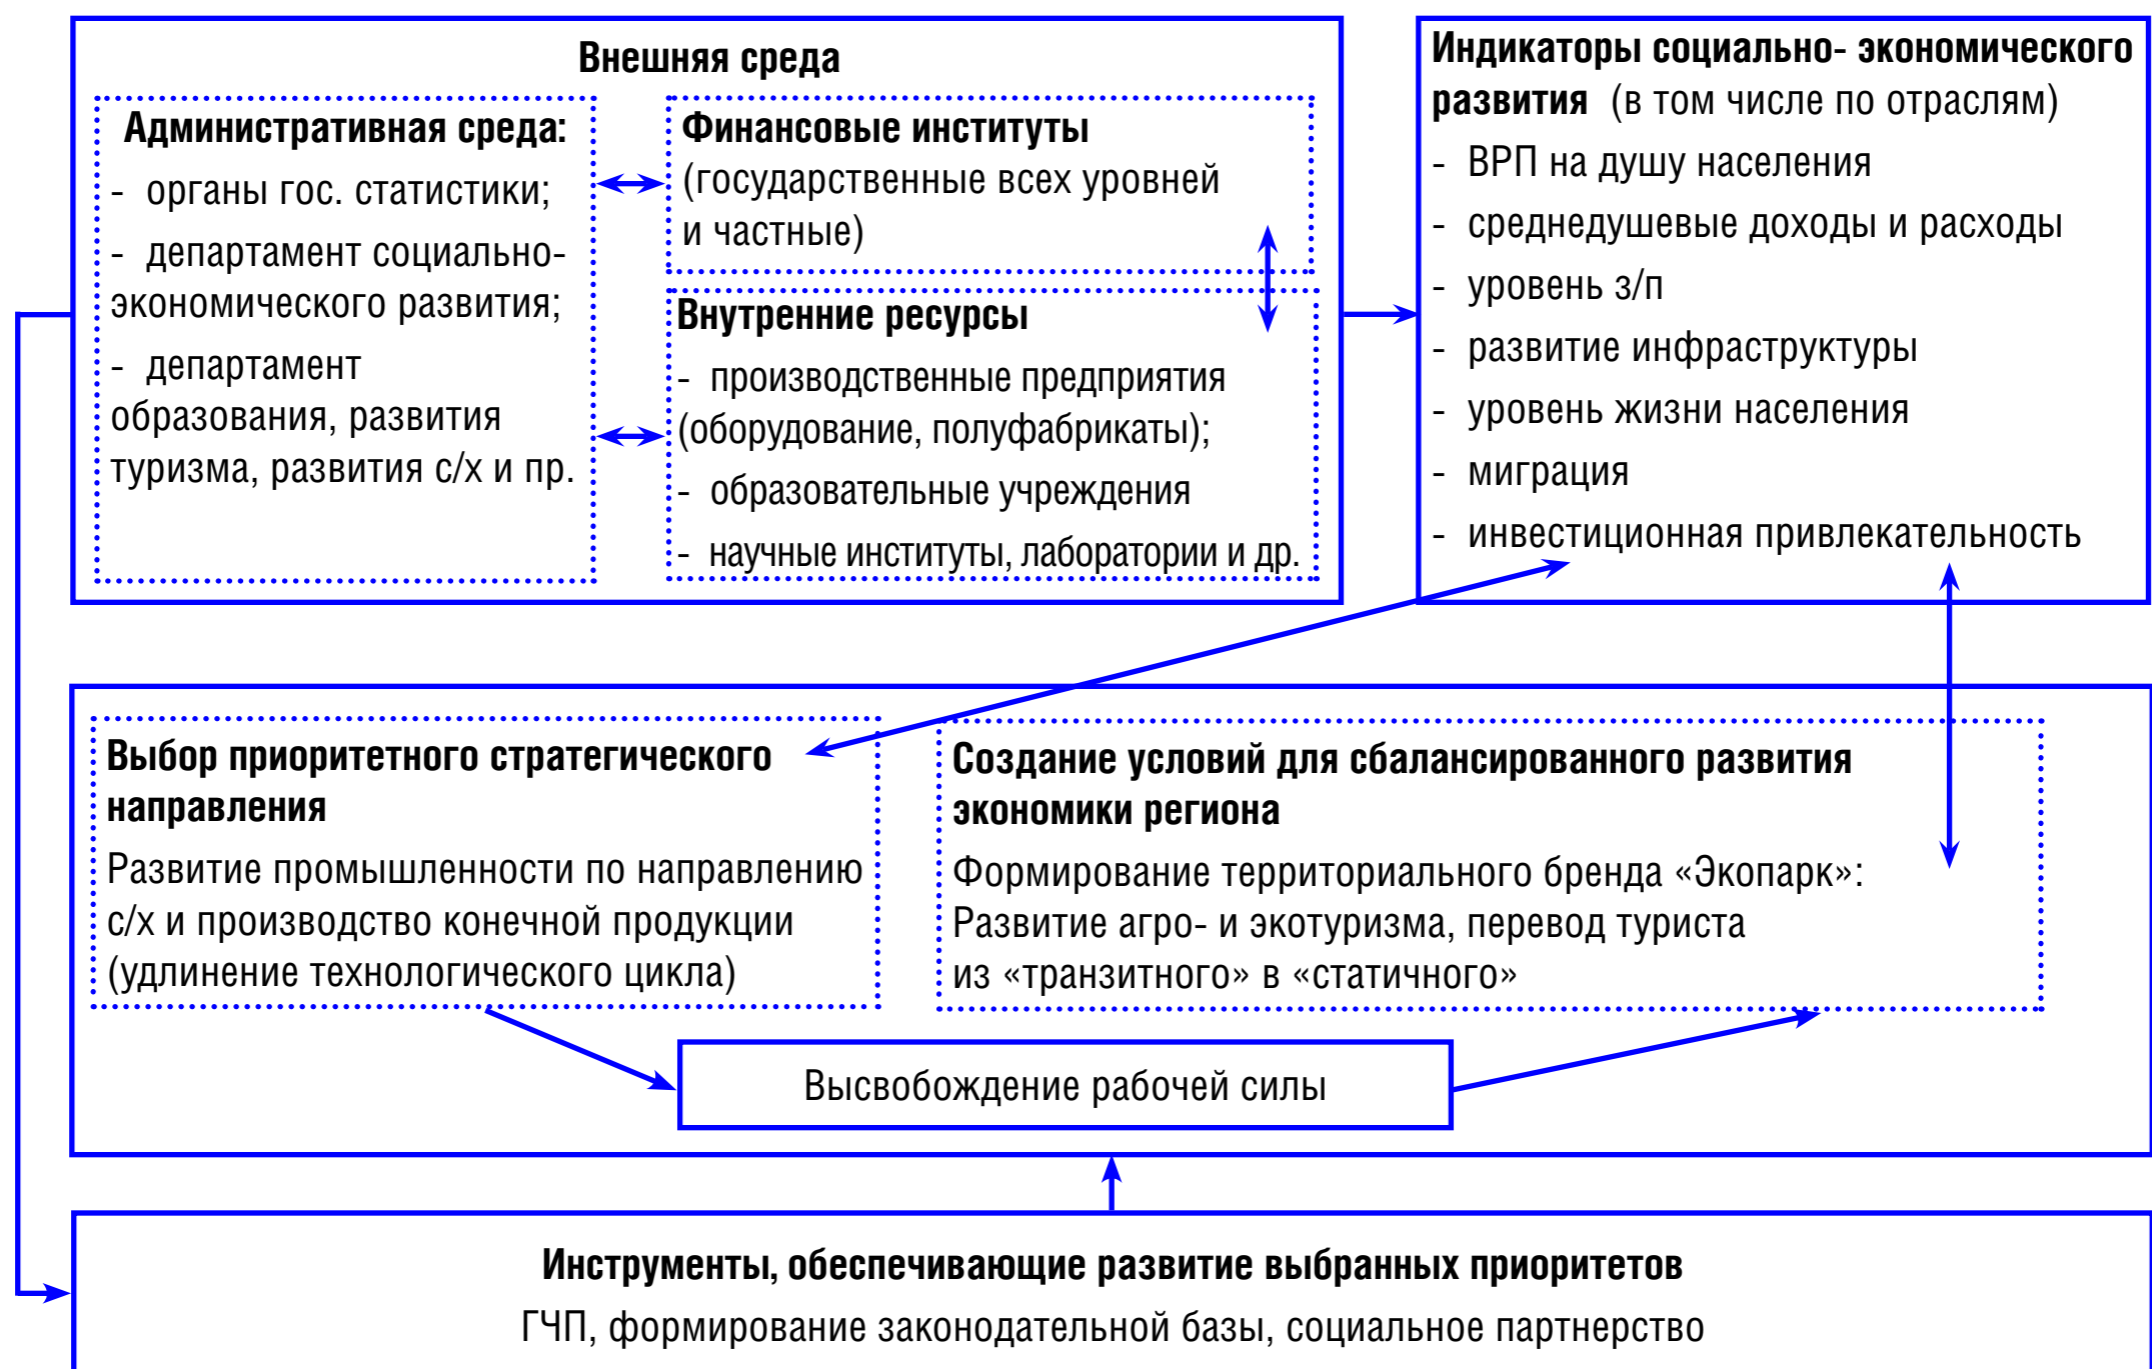 Внешняя среда
Административная среда:
- органы гос. статистики;
- департамент социально-
экономического развития;
- департамент
образования, развития
туризма, развития с/х и пр.
Финансовые институты
(государственные всех уровней
и частные)
Внутренние ресурсы
- производственные предприятия
(оборудование, полуфабрикаты);
- образовательные учреждения
- научные институты, лаборатории и др.
Индикаторы социально- экономического
развития (в том числе по отраслям)
- ВРП на душу населения
- среднедушевые доходы и расходы
- уровень з/п
- развитие инфраструктуры
- уровень жизни населения
- миграция
- инвестиционная привлекательность
Выбор приоритетного стратегического
направления
Развитие промышленности по направлению
с/х и производство конечной продукции
(удлинение технологического цикла)
Создание условий для сбалансированного развития
экономики региона
Формирование территориального бренда «Экопарк»:
Развитие агро- и экотуризма, перевод туриста
из «транзитного» в «статичного»
Высвобождение рабочей силы
Инструменты, обеспечивающие развитие выбранных приоритетов
ГЧП, формирование законодательной базы, социальное партнерство